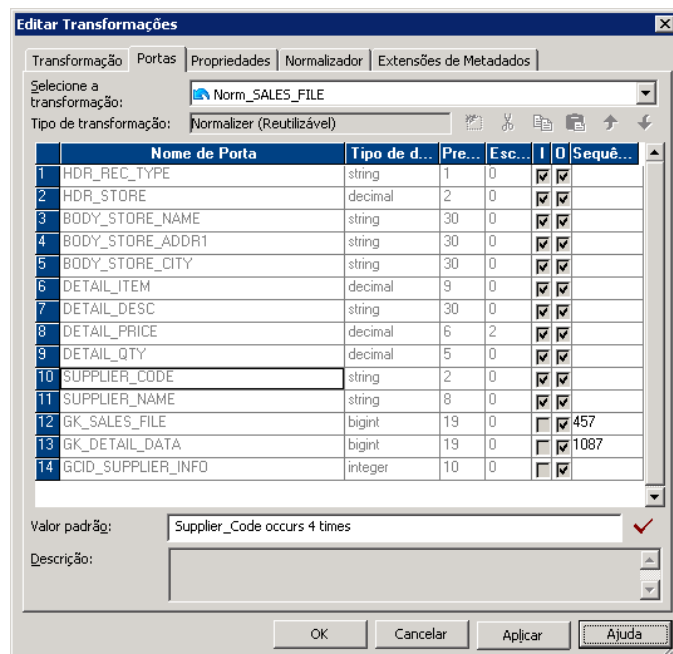 Editar Transformações
Transformação Portas Propriedades Normalizador Extensões de Metadados
Selecione a transformação: Norm_SALES_FILE
Tipo de transformação: Normalizer (Reutilizável)
Nome de Porta Tipo de d... Pre... Esc... I O Sequê...
1 HDR_REC_TYPE string 1 0
2 HDR_STORE decimal 2 0
3 BODY_STORE_NAME string 30 0
4 BODY_STORE_ADDR1 string 30 0
5 BODY_STORE_CITY string 30 0
6 DETAIL_ITEM decimal 9 0
7 DETAIL_DESC string 30 0
8 DETAIL_PRICE decimal 6 2
9 DETAIL_QTY decimal 5 0
10 SUPPLIER_CODE string 2 0
11 SUPPLIER_NAME string 8 0
12 GK_SALES_FILE bigint 19 0 457
13 GK_DETAIL_DATA bigint 19 0 1087
14 GCID_SUPPLIER_INFO integer 10 0
Valor padrão: Supplier_Code occurs 4 times
Descrição:
OK Cancelar Aplicar Ajuda